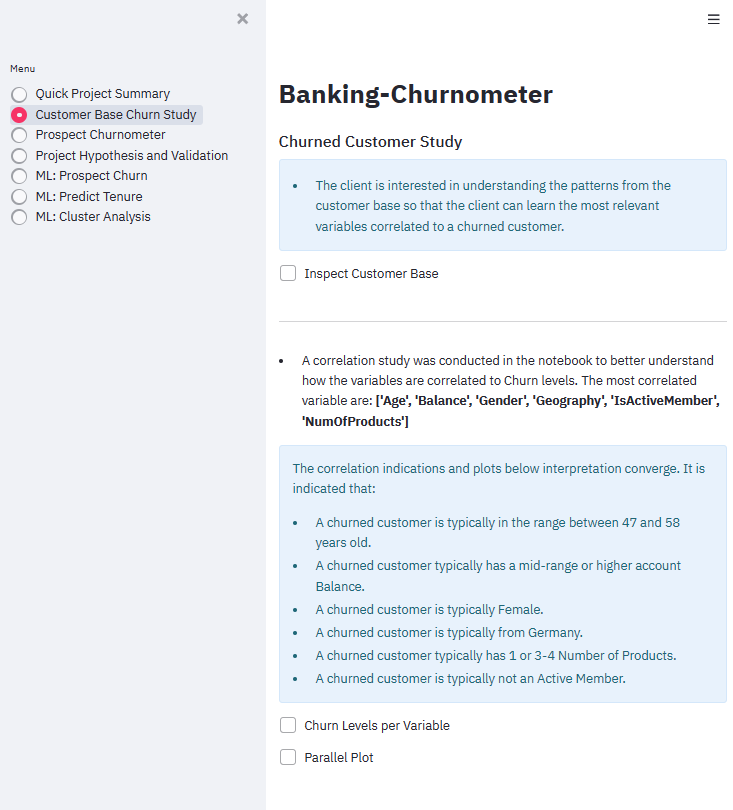 Menu
Quick Project Summary
Customer Base Churn Study
Prospect Churnometer
Project Hypothesis and Validation
ML: Prospect Churn
ML: Predict Tenure
ML: Cluster Analysis
Banking-Churnometer
Churned Customer Study
• The client is interested in understanding the patterns from the
customer base so that the client can learn the most relevant
variables correlated to a churned customer.
Inspect Customer Base
• A correlation study was conducted in the notebook to better understand
how the variables are correlated to Churn levels. The most correlated
variable are: ['Age', 'Balance', 'Gender', 'Geography', 'IsActiveMember',
'NumOfProducts']
The correlation indications and plots below interpretation converge. It is
indicated that:
• A churned customer is typically in the range between 47 and 58
years old.
• A churned customer typically has a mid-range or higher account
Balance.
• A churned customer is typically Female.
• A churned customer is typically from Germany.
• A churned customer typically has 1 or 3-4 Number of Products.
• A churned customer is typically not an Active Member.
Churn Levels per Variable
Parallel Plot